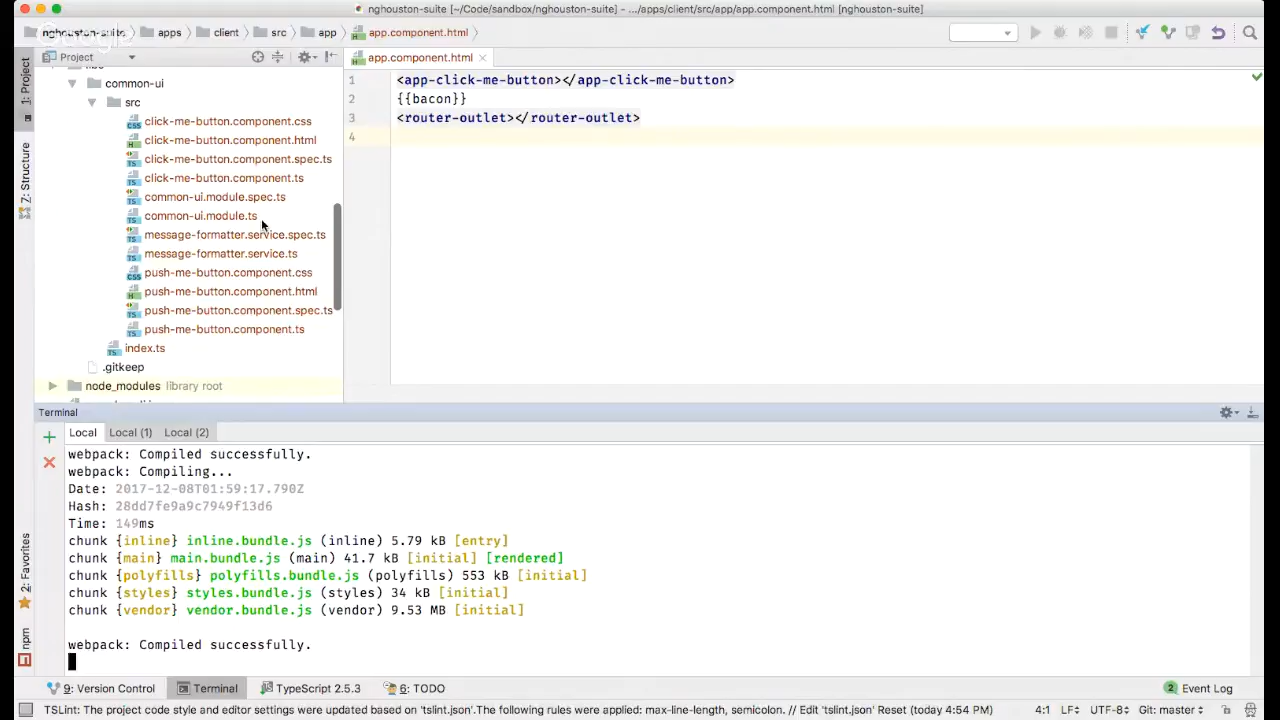 nghouston-suite [~/Code/sandbox/nghouston-suite] - .../apps/client/src/app/app.component.html [nghouston-suite]
nghouston-suite apps client src app app.component.html
Google
Project
app.component.html
common-ui
src
click-me-button.component.css
click-me-button.component.html
click-me-button.component.spec.ts
click-me-button.component.ts
common-ui.module.spec.ts
common-ui.module.ts
message-formatter.service.spec.ts
message-formatter.service.ts
push-me-button.component.css
push-me-button.component.html
push-me-button.component.spec.ts
push-me-button.component.ts
index.ts
.gitkeep
node_modules library root
1 <app-click-me-button></app-click-me-button>
2 {{bacon}}
3 <router-outlet></router-outlet>
4
1: Project
7: Structure
2: Favorites
npm
Terminal
Local Local (1) Local (2)
webpack: Compiled successfully.
webpack: Compiling...
Date: 2017-12-08T01:59:17.790Z
Hash: 28dd7fe9a9c7949f13d6
Time: 149ms
chunk {inline} inline.bundle.js (inline) 5.79 kB [entry]
chunk {main} main.bundle.js (main) 41.7 kB [initial] [rendered]
chunk {polyfills} polyfills.bundle.js (polyfills) 553 kB [initial]
chunk {styles} styles.bundle.js (styles) 34 kB [initial]
chunk {vendor} vendor.bundle.js (vendor) 9.53 MB [initial]
webpack: Compiled successfully.
9: Version Control Terminal TypeScript 2.5.3 6: TODO 2 Event Log
TSLint: The project code style and editor settings were updated based on 'tslint.json'.The following rules were applied: max-line-length, semicolon. // Edit 'tslint.json' Reset (today 4:54 PM) 4:1 LF÷ UTF-8÷ Git: master÷